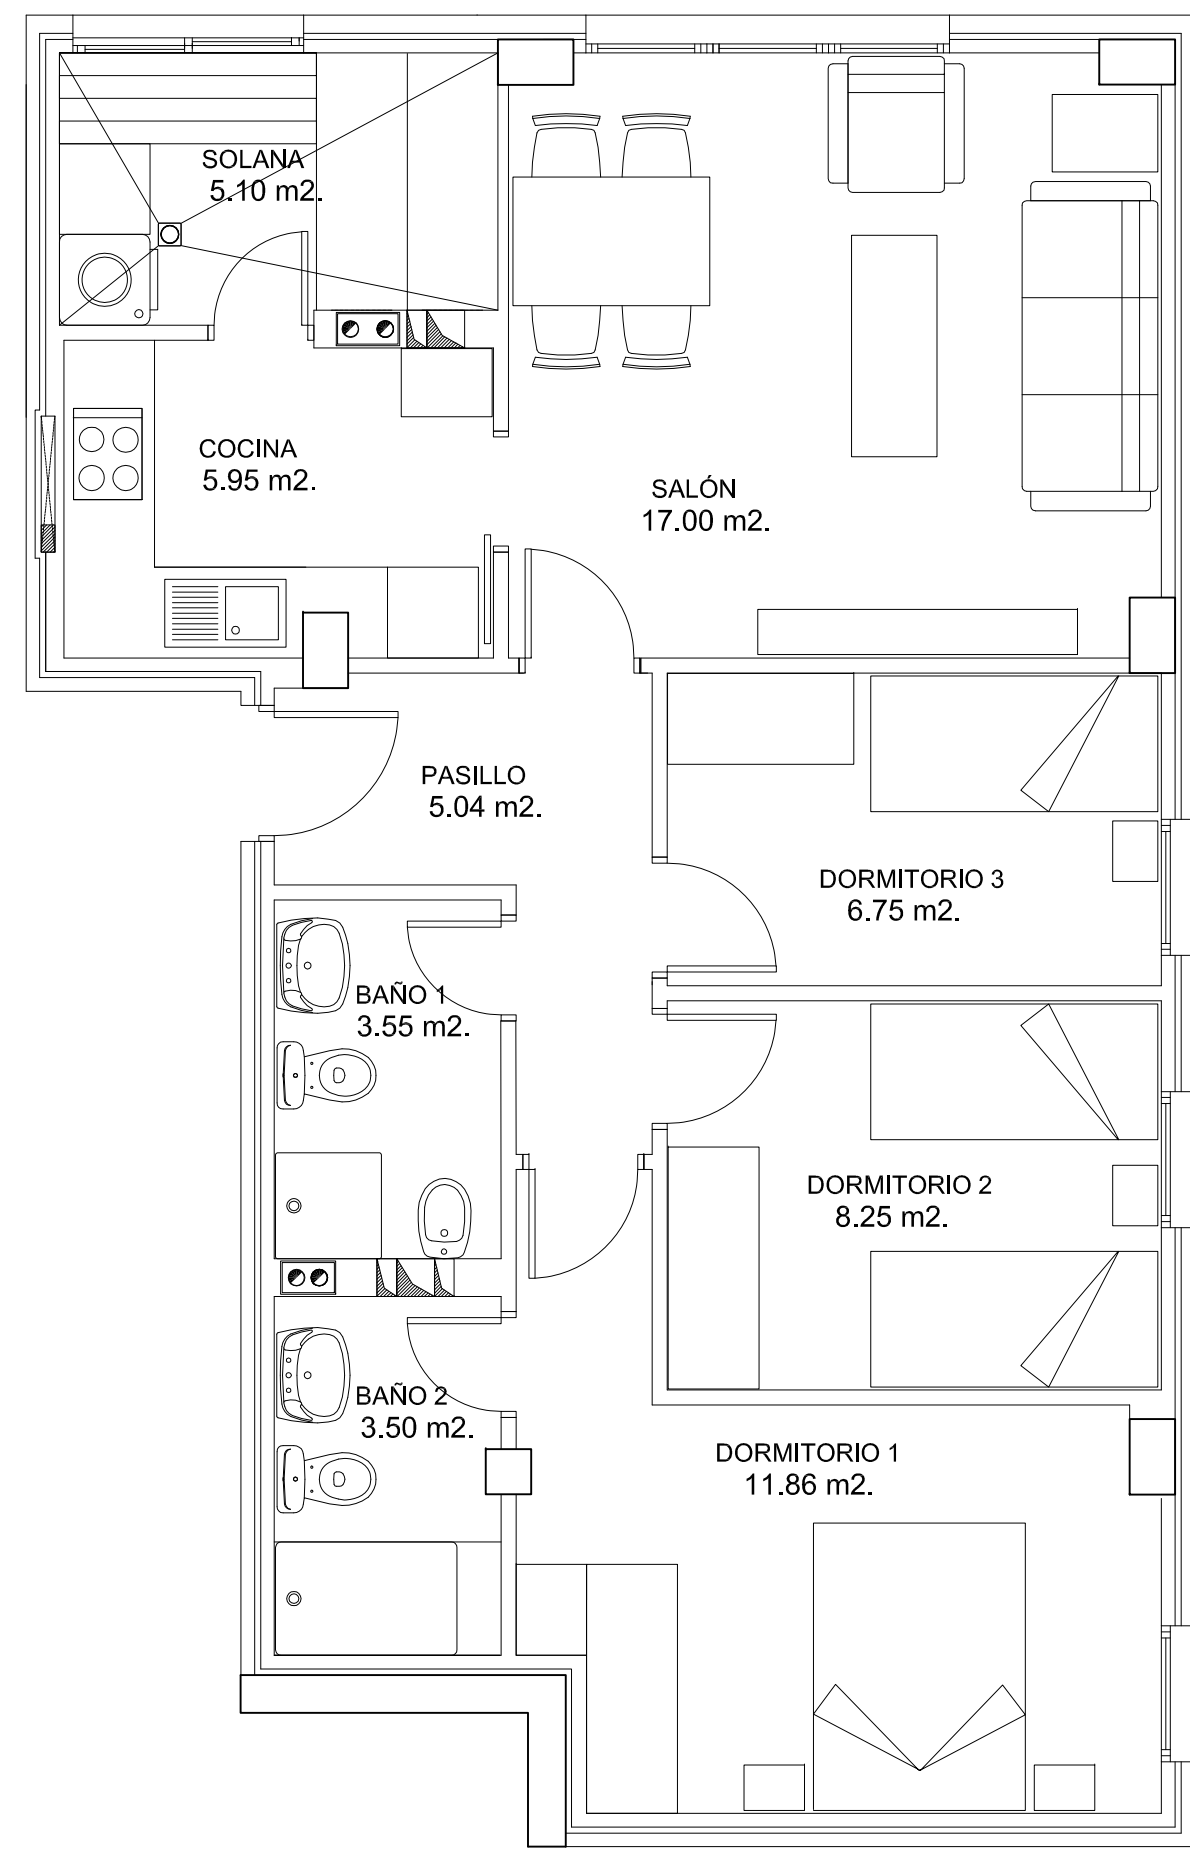 SOLANA
5.10 m2.
COCINA
5.95 m2.
SALÓN
17.00 m2.
PASILLO
5.04 m2.
DORMITORIO 3
6.75 m2.
BAÑO 1
3.55 m2.
DORMITORIO 2
8.25 m2.
BAÑO 2
3.50 m2.
DORMITORIO 1
11.86 m2.